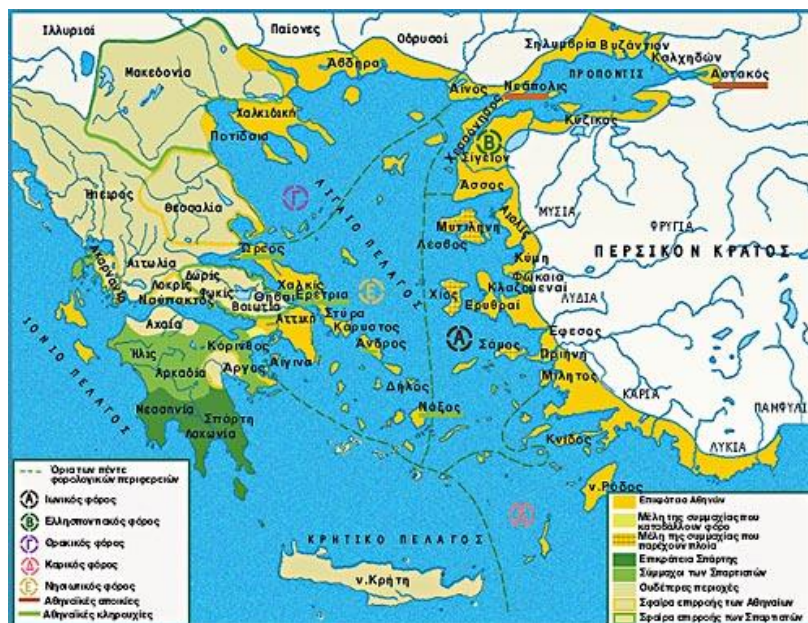 Ιλλυριοί
Παίονες
Οδρυσοί
Μακεδονία
Άβδηρα
Σηλυμβρία
Βυζάντιον
Καλχηδών
Αίνος
Νεάπολις
ΠΡΟΠΟΝΤΙΣ
Αστακός
Χαλκιδική
Ποτίδαια
Χερσόνησος
Κύζικος
Β
Σίγειον
Ήπειρος
Θεσσαλία
Γ
ΑΙΓΑΙΟ ΠΕΛΑΓΟΣ
Άσσος
ΜΥΣΙΑ
ΦΡΥΓΙΑ
Μυτιλήνη
Λέσβος
Αιολίς
ΠΕΡΣΙΚΟΝ ΚΡΑΤΟΣ
Ωρεός
Ακαρνανία
Αιτωλία
Δωρίς
Λοκρίς
Φωκίς
Ναύπακτος
Θήβαι
Βοιωτία
Χαλκίς
Ερέτρια
Ε
Κύμη
Φώκαια
Κλαζομεναί
Χίος
Ερυθραί
ΛΥΔΙΑ
ΙΟΝΙΟ ΠΕΛΑΓΟΣ
Αχαΐα
Αττική
Στύρα
Κάρυστος
Άνδρος
Α
Σάμος
Έφεσος
Πριήνη
Μίλητος
Ήλις
Κόρινθος
Αρκαδία
Άργος
Αίγινα
Δήλος
ΚΑΡΙΑ
ΠΑΜΦΥΛΙ
Νεσσηνία
Σπάρτη
Λακωνία
Νάξος
Κνίδος
ΛΥΚΙΑ
ν.Ρόδος
ΚΡΗΤΙΚΟ ΠΕΛΑΓΟΣ
ν.Κρήτη
Όρια των πέντε
φορολογικών περιφερειών
Α Ιωνικός φόρος
Β Ελλησποντιακός φόρος
Γ Θρακικός φόρος
Δ Καρικός φόρος
Ε Νησιωτικός φόρος
Αθηναϊκές αποικίες
Αθηναϊκές κληρουχίες
Επικράτεια Αθηνών
Μέλη της συμμαχίας που
καταβάλλουν φόρο
Μέλη της συμμαχίας που
παρέχουν πλοία
Επικράτεια Σπάρτης
Σύμμαχοι των Σπαρτιατών
Ουδέτερες περιοχές
Σφαίρα επιρροής των Αθηναίων
Σφαίρα επιρροής των Σπαρτιατών